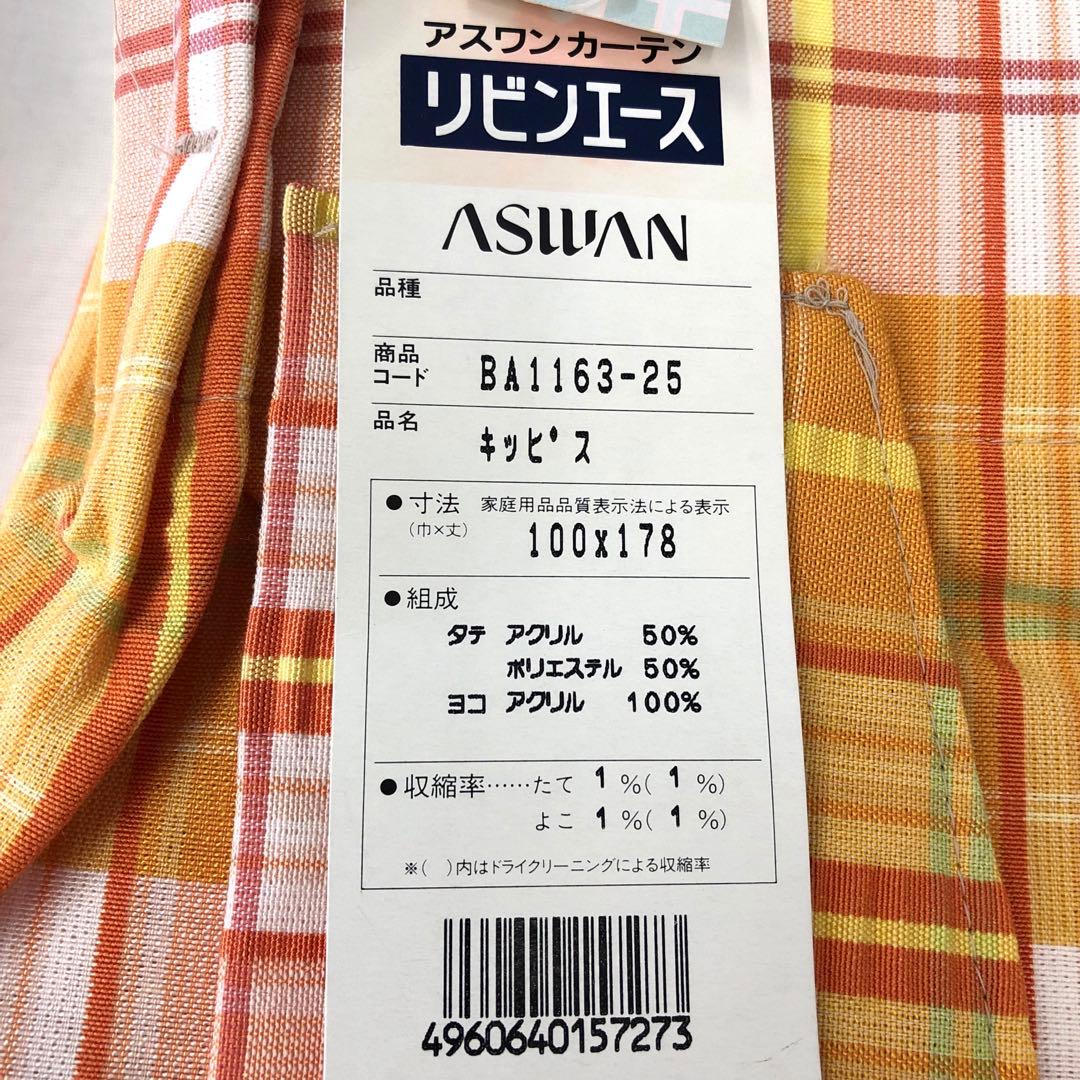 アスワンカーテン
リビンエース
ASWAN
品種
商品
コード BA1163-25
品名
キッピス
●寸法 家庭用品品質表示法による表示
(巾×丈) 100x178
●組成
タテ アクリル 50%
ポリエステル 50%
ヨコ アクリル 100%
●収縮率……たて 1 %( 1 %)
よこ 1 %( 1 %)
※( )内はドライクリーニングによる収縮率
4960640157273